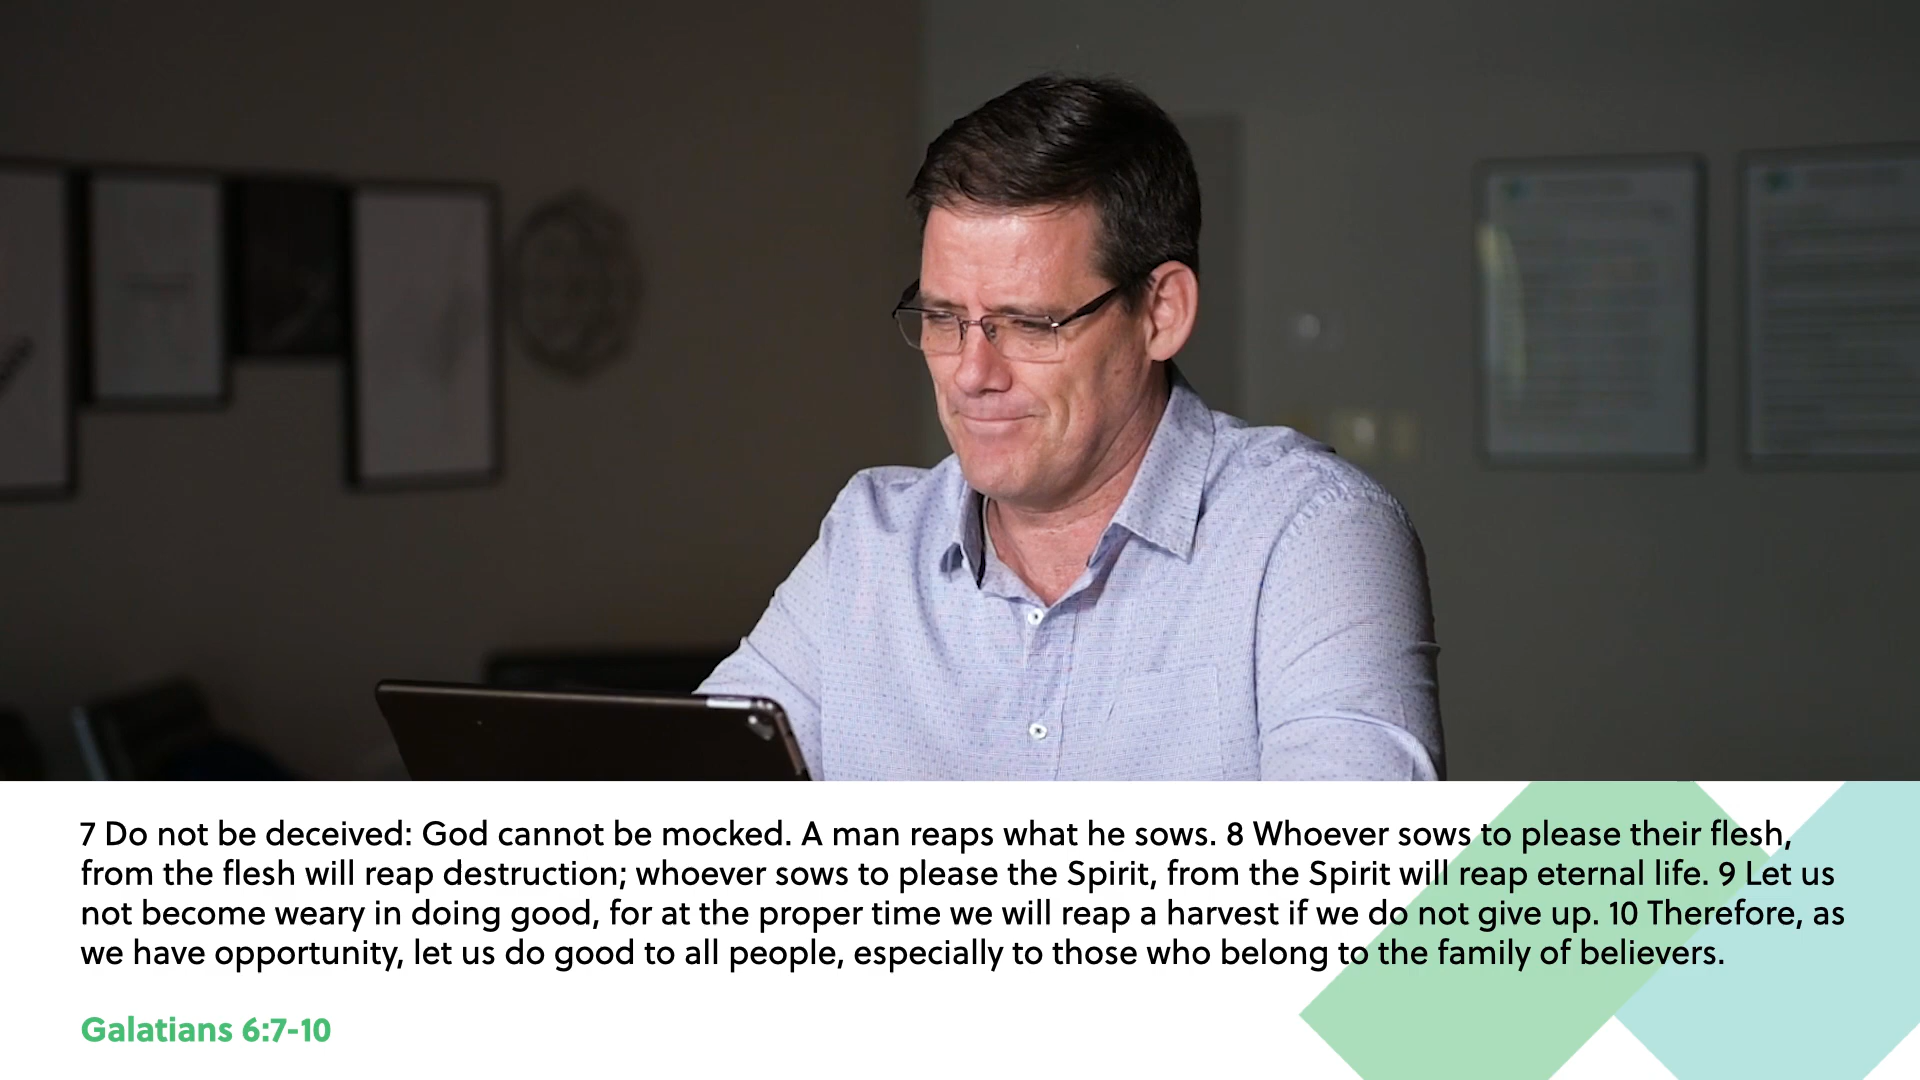 7 Do not be deceived: God cannot be mocked. A man reaps what he sows. 8 Whoever sows to please their flesh,
from the flesh will reap destruction; whoever sows to please the Spirit, from the Spirit will reap eternal life. 9 Let us
not become weary in doing good, for at the proper time we will reap a harvest if we do not give up. 10 Therefore, as
we have opportunity, let us do good to all people, especially to those who belong to the family of believers.
Galatians 6:7-10